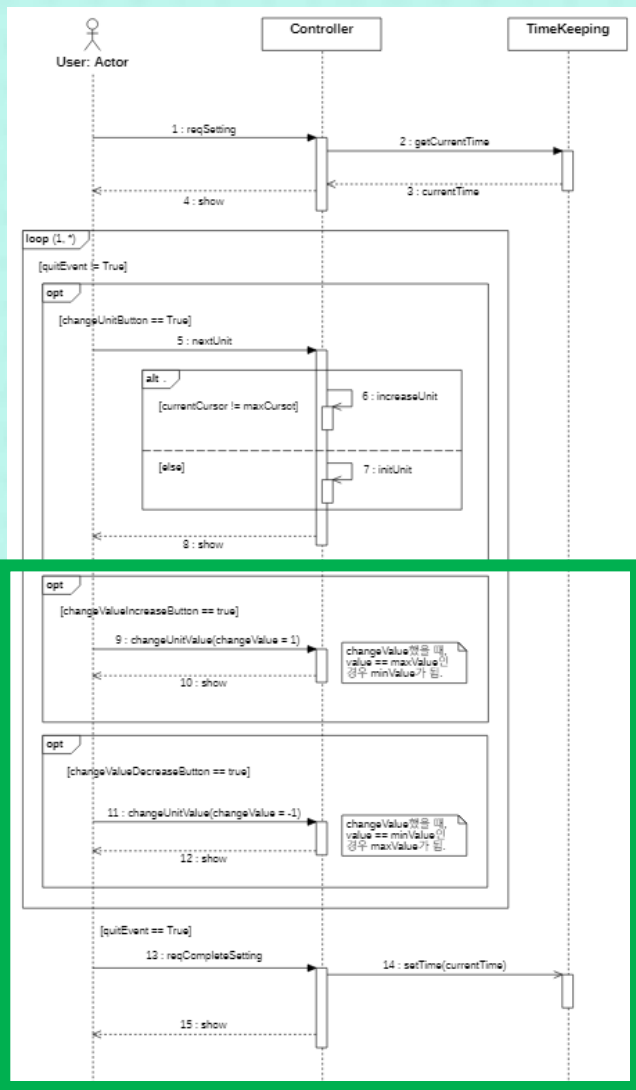 Controller
TimeKeeping
User: Actor
1 : reqSetting
2 : getCurrentTime
3 : currentTime
4 : show
loop (1, *)
[quitEvent != True]
opt
[changeUnitButton == True]
5 : nextUnit
alt .
6 : increaseUnit
[currentCursor != maxCursor]
[else]
7 : initUnit
8 : show
opt
[changeValueIncreaseButton == true]
9 : changeUnitValue(changeValue = 1)
changeValue했을 때,
value == maxValue인
경우 minValue가 됨.
10 : show
opt
[changeValueDecreaseButton == true]
11 : changeUnitValue(changeValue = -1)
changeValue했을 때,
value == minValue인
경우 maxValue가 됨.
12 : show
[quitEvent == True]
13 : reqCompleteSetting
14 : setTime(currentTime)
15 : show